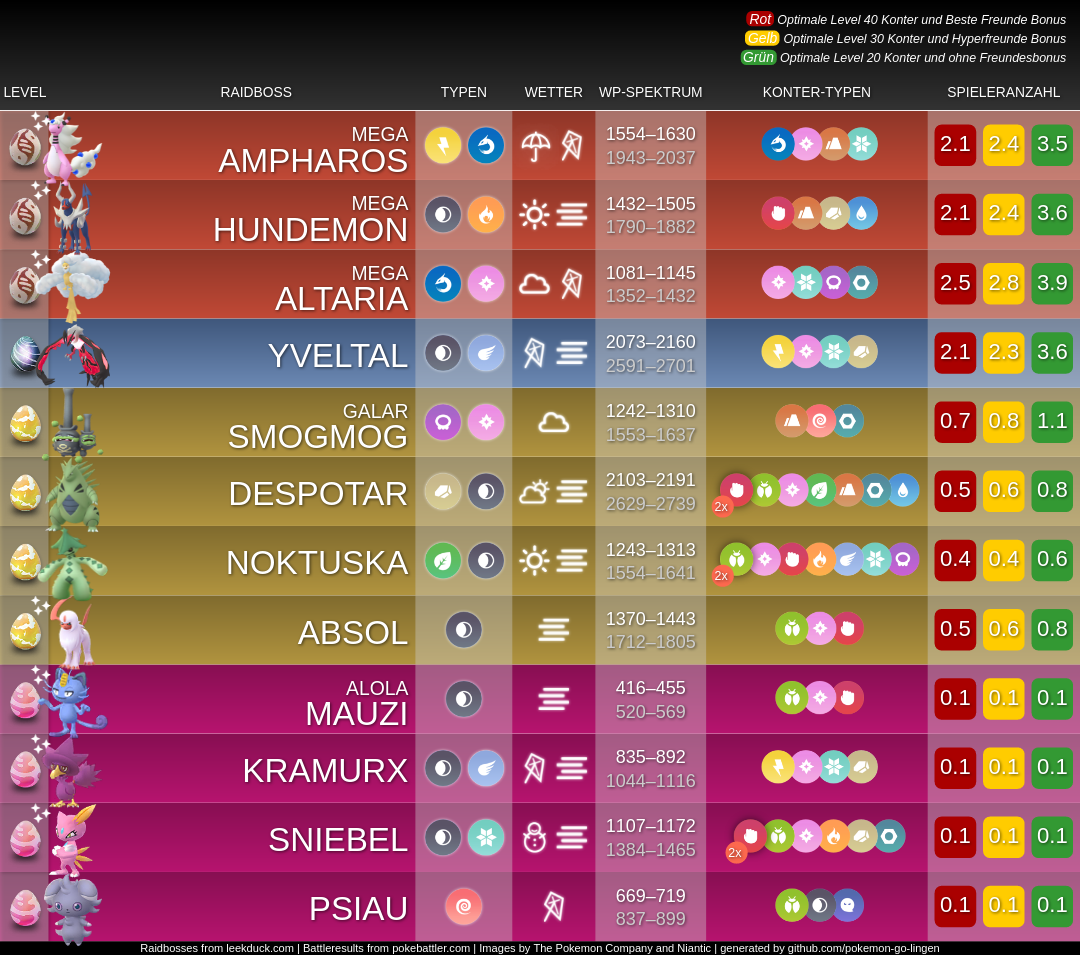 Rot Optimale Level 40 Konter und Beste Freunde Bonus
Gelb Optimale Level 30 Konter und Hyperfreunde Bonus
Grün Optimale Level 20 Konter und ohne Freundesbonus
LEVEL RAIDBOSS TYPEN WETTER WP-SPEKTRUM KONTER-TYPEN SPIELERANZAHL
MEGA
AMPHAROS
1554–1630
1943–2037
2.1 2.4 3.5
MEGA
HUNDEMON
1432–1505
1790–1882
2.1 2.4 3.6
MEGA
ALTARIA
1081–1145
1352–1432
2.5 2.8 3.9
YVELTAL
2073–2160
2591–2701
2.1 2.3 3.6
GALAR
SMOGMOG
1242–1310
1553–1637
0.7 0.8 1.1
DESPOTAR
2103–2191
2629–2739
2x
0.5 0.6 0.8
NOKTUSKA
1243–1313
1554–1641
2x
0.4 0.4 0.6
ABSOL
1370–1443
1712–1805
0.5 0.6 0.8
ALOLA
MAUZI
416–455
520–569
0.1 0.1 0.1
KRAMURX
835–892
1044–1116
0.1 0.1 0.1
SNIEBEL
1107–1172
1384–1465
2x
0.1 0.1 0.1
PSIAU
669–719
837–899
0.1 0.1 0.1
Raidbosses from leekduck.com | Battleresults from pokebattler.com | Images by The Pokemon Company and Niantic | generated by github.com/pokemon-go-lingen